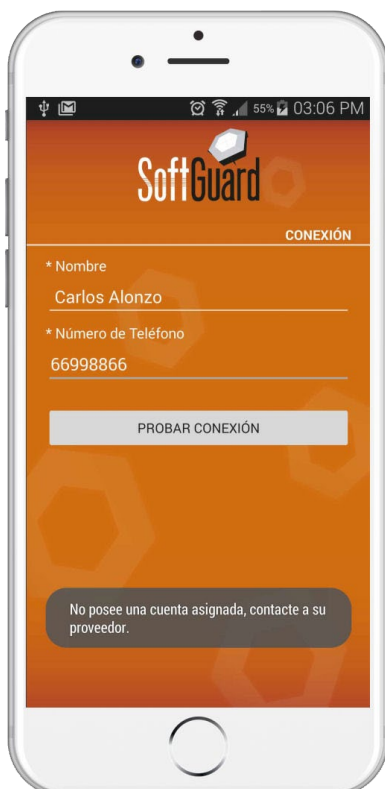 55% 03:06 PM
SoftGuard
CONEXIÓN
* Nombre
Carlos Alonzo
* Número de Teléfono
66998866
PROBAR CONEXIÓN
No posee una cuenta asignada, contacte a su
proveedor.